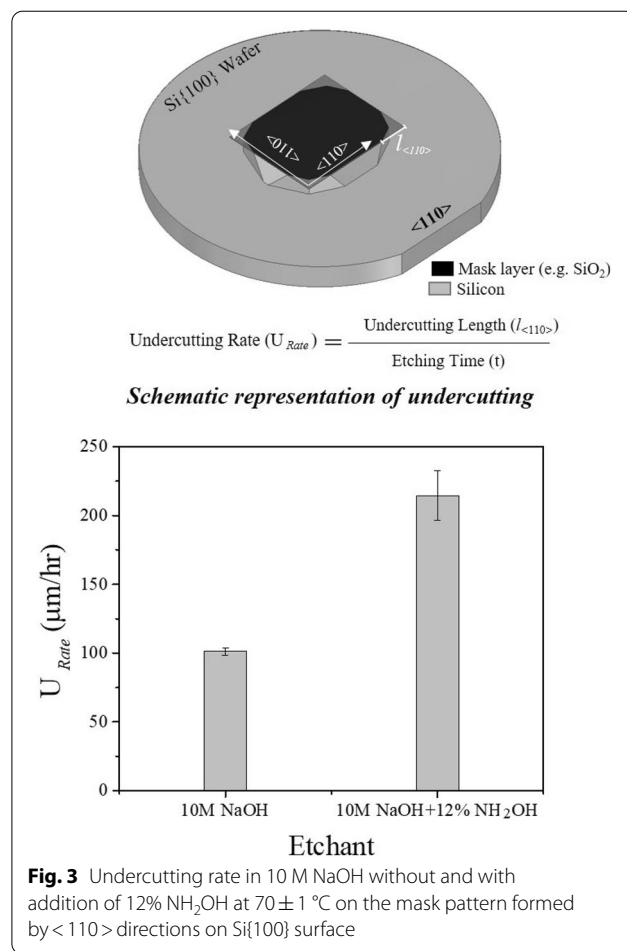 Si{100} Wafer
<011>
<110>
l<110>
<110>
Mask layer (e.g. SiO₂)
Silicon
Undercutting Rate (U Rate) = Undercutting Length (l<110>)
Etching Time (t)
Schematic representation of undercutting
250
200
150
100
50
0
U Rate (µm/hr)
10M NaOH
10M NaOH+12% NH₂OH
Etchant
Fig. 3 Undercutting rate in 10 M NaOH without and with
addition of 12% NH₂OH at 70 ± 1 °C on the mask pattern formed
by < 110 > directions on Si{100} surface